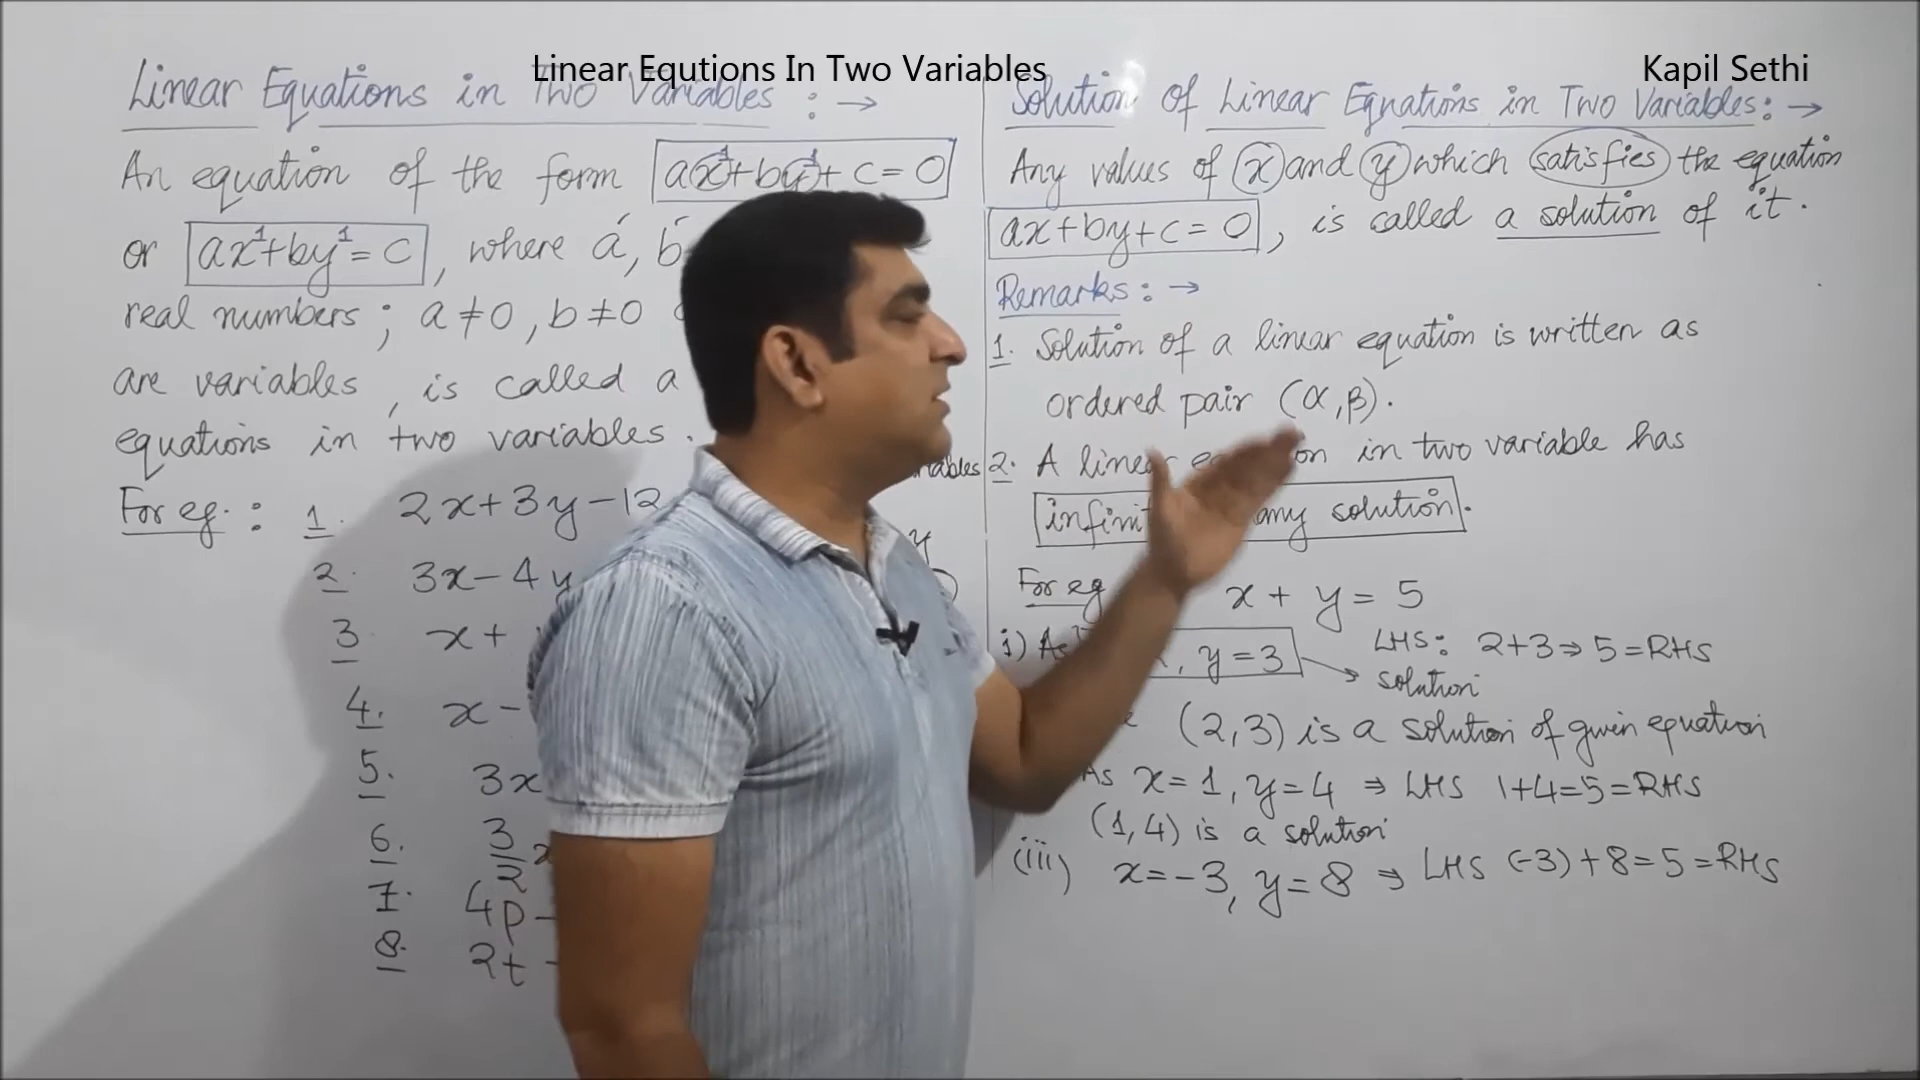 Linear Equtions In Two Variables
Kapil Sethi
Linear Equations in Two Variables : →
An equation of the form ax¹+by¹+c=0
or ax¹+by¹=c, where a, b
real numbers ; a≠0, b≠0
are variables, is called a
equations in two variables.
For eg. : 1. 2x+3y-12
2. 3x-4y
3 x+
4. x-
5. 3x
6. 3/2 x
7. 4p-
8. 2t-
y
Solution of Linear Equations in Two Variables: →
Any values of x and y which satisfies the equation
ax+by+c=0, is called a solution of it.
Remarks: →
1. Solution of a linear equation is written as
ordered pair (α,β).
2. A linear in two variable has
solution.
For eg x + y = 5
i) As , y=3 LHS: 2+3⇒5=RHS
→ solution
(2,3) is a solution of given equation
As x=1, y=4 ⇒ LHS 1+4=5=RHS
(1,4) is a solution
(iii) x=-3, y=8 ⇒ LHS (-3)+8=5=RHS